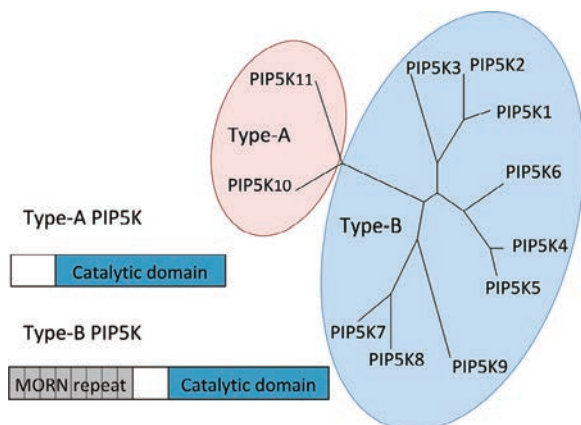 PIP5K11
Type-A
PIP5K10
PIP5K3
PIP5K2
PIP5K1
PIP5K6
Type-B
PIP5K4
PIP5K5
PIP5K7
PIP5K8
PIP5K9
Type-A PIP5K
Catalytic domain
Type-B PIP5K
MORN repeat
Catalytic domain